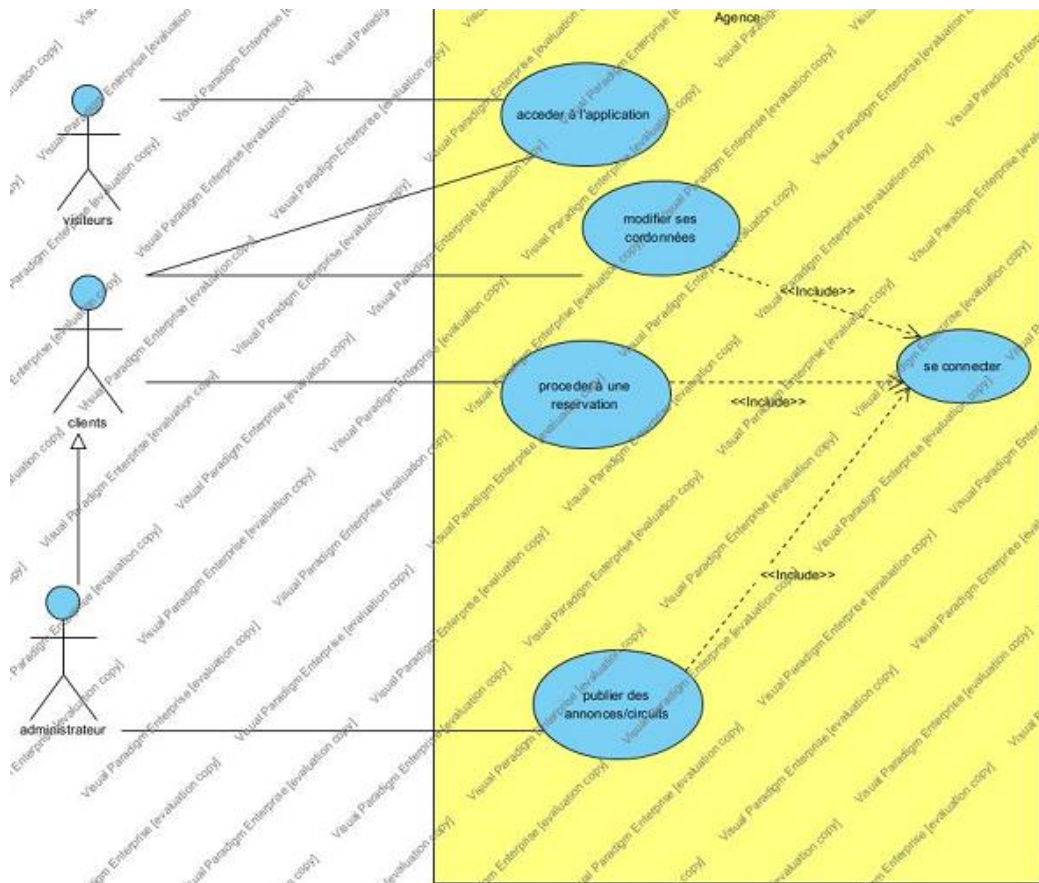 Agence
acceder à l'application
visiteurs
modifier ses
cordonnées
<<Include>>
se connecter
proceder à une
reservation
<<Include>>
clients
<<Include>>
publier des
annonces/circuits
administrateur
Visual Paradigm Enterprise [evaluation copy]